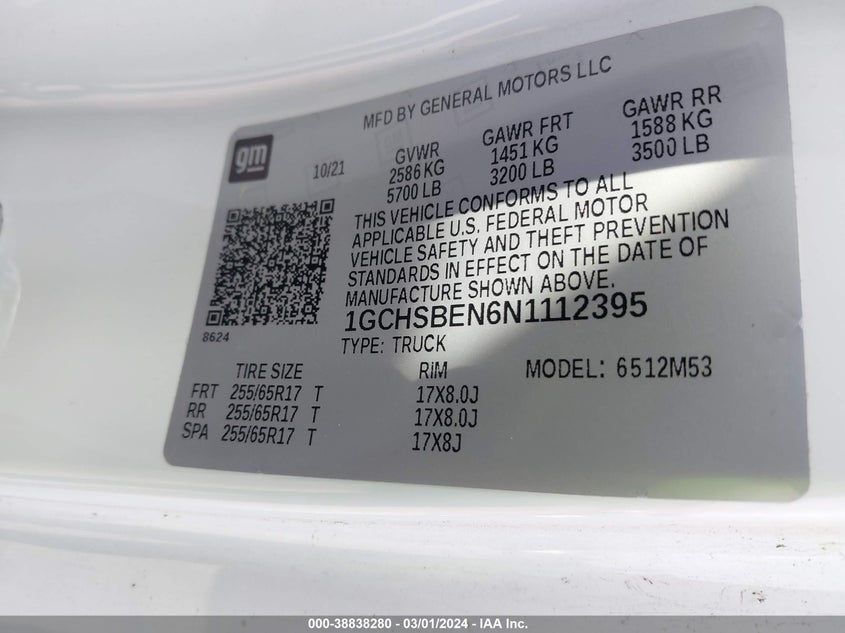 MFD BY GENERAL MOTORS LLC
gm
10/21
GVWR GAWR FRT GAWR RR
2586 KG 1451 KG 1588 KG
5700 LB 3200 LB 3500 LB
THIS VEHICLE CONFORMS TO ALL
APPLICABLE U.S. FEDERAL MOTOR
VEHICLE SAFETY AND THEFT PREVENTION
STANDARDS IN EFFECT ON THE DATE OF
MANUFACTURE SHOWN ABOVE.
1GCHSBEN6N1112395
8624
TYPE: TRUCK
MODEL: 6512M53
TIRE SIZE RIM
FRT 255/65R17 T 17X8.0J
RR 255/65R17 T 17X8.0J
SPA 255/65R17 T 17X8J
000-38838280 - 03/01/2024 - IAA Inc.